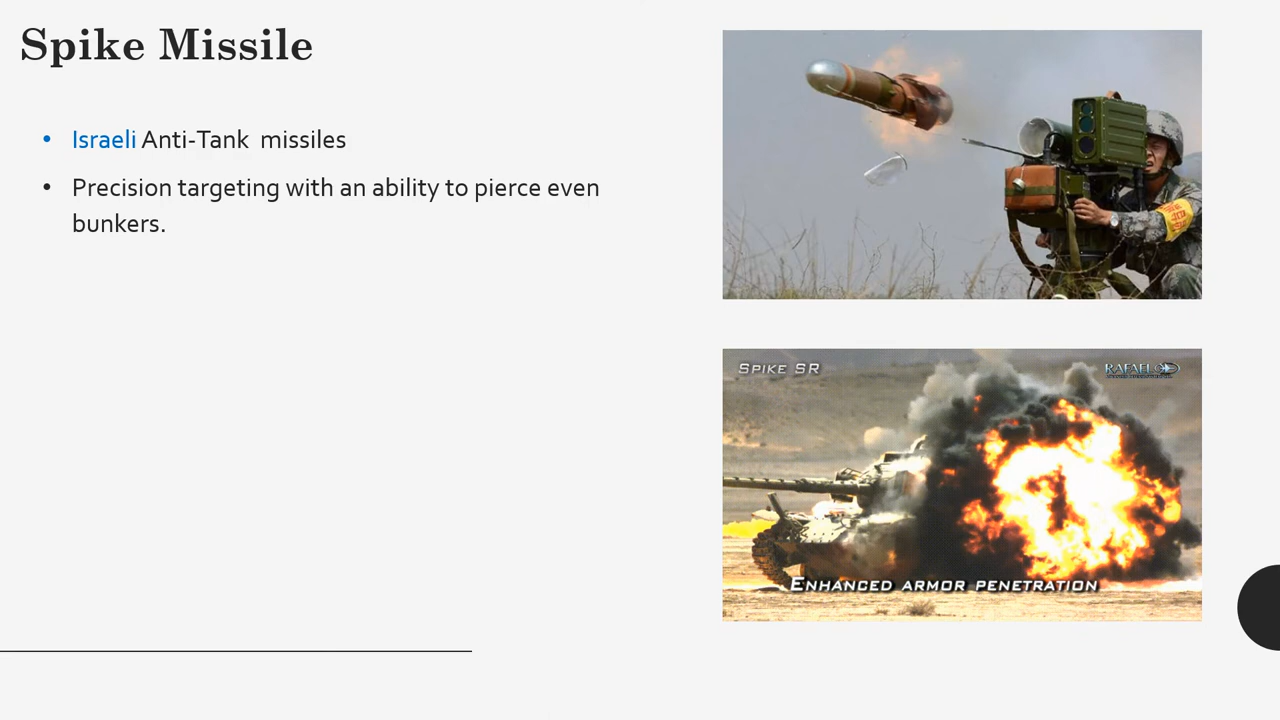 Spike Missile
• Israeli Anti-Tank missiles
• Precision targeting with an ability to pierce even
bunkers.
SPIKE SR
RAFAEL
ENHANCED ARMOR PENETRATION